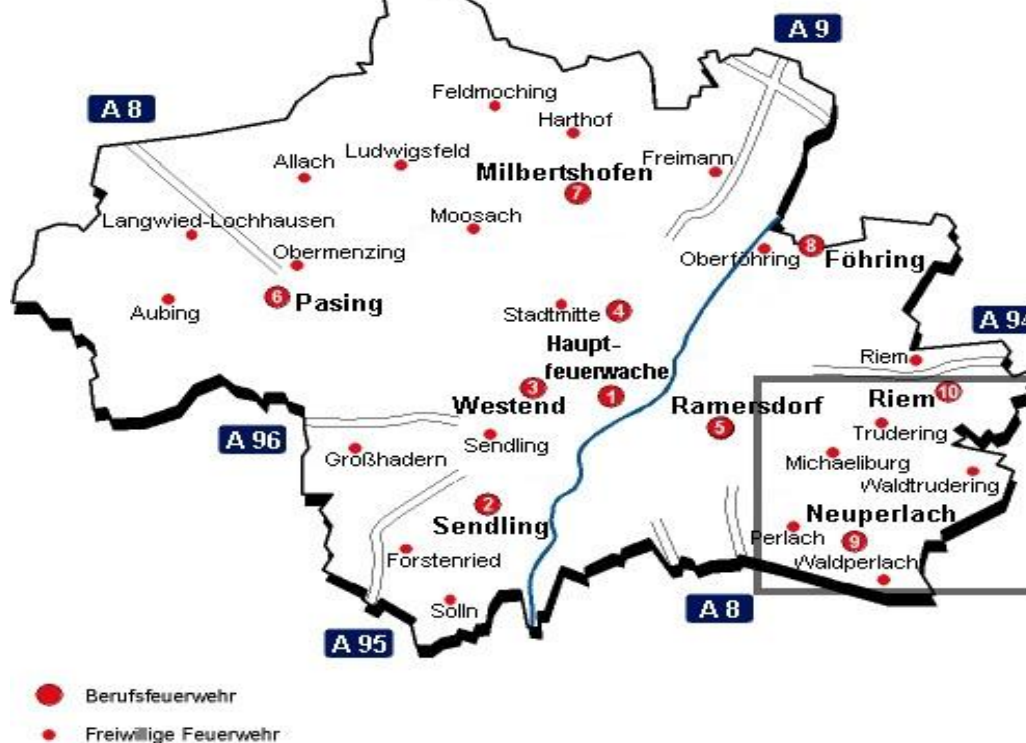 A 9
Feldmoching
A 8
Harthof
Ludwigsfeld
Allach
Freimann
Milbertshofen
7
Langwied-Lochhausen
Moosach
Obermenzing
Oberföhring
8
Föhring
6
Pasing
Aubing
Stadtmitte
4
A 94
Haupt-
feuerwache
Riem
3
1
Westend
Ramersdorf
5
Riem
10
Sendling
Trudering
A 96
Großhadern
Michaeliburg
Waldtrudering
2
Sendling
Neuperlach
Perlach
9
Forstenried
Waldperlach
Solln
A 8
A 95
Berufsfeuerwehr
Freiwillige Feuerwehr